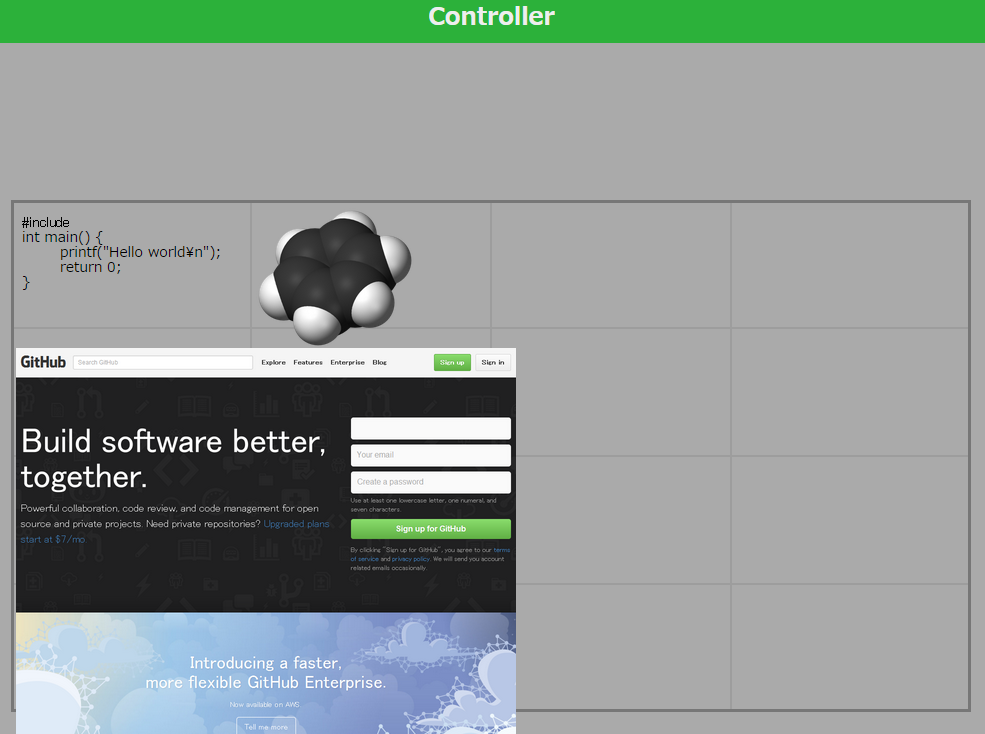 Controller
#include
int main() {
printf("Hello world¥n");
return 0;
}
GitHub Search GitHub Explore Features Enterprise Blog Sign up Sign in
Build software better,
together.
Powerful collaboration, code review, and code management for open
source and private projects. Need private repositories? Upgraded plans
start at $7/mo
Your email
Create a password
Use at least one lowercase letter, one numeral, and
seven characters.
Sign up for GitHub
By clicking "Sign up for GitHub", you agree to our terms
of service and privacy policy. We will send you account
related emails occasionally.
Introducing a faster,
more flexible GitHub Enterprise.
Now available on AWS
Tell me more